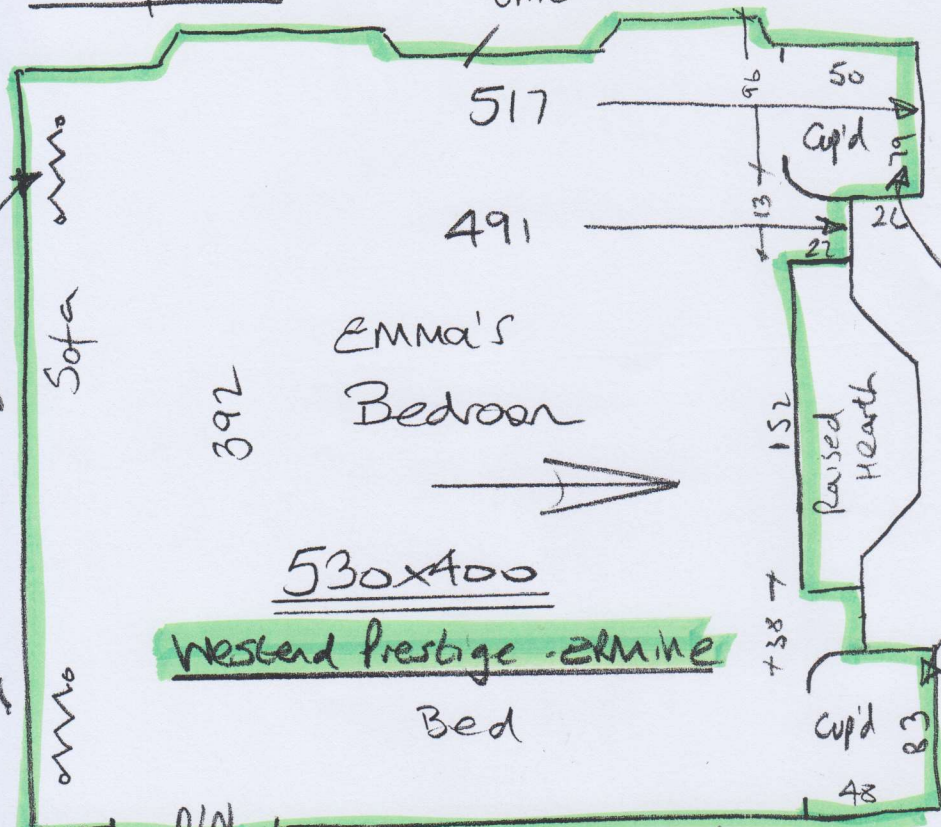 517
50
96
Cup'd
79
491
13
22
Emma's
Bedroom
Sofa
392
152
Raised
Hearth
530x400
Westend Prestige - ERMINE
+38→
Bed
Cup'd
83
48